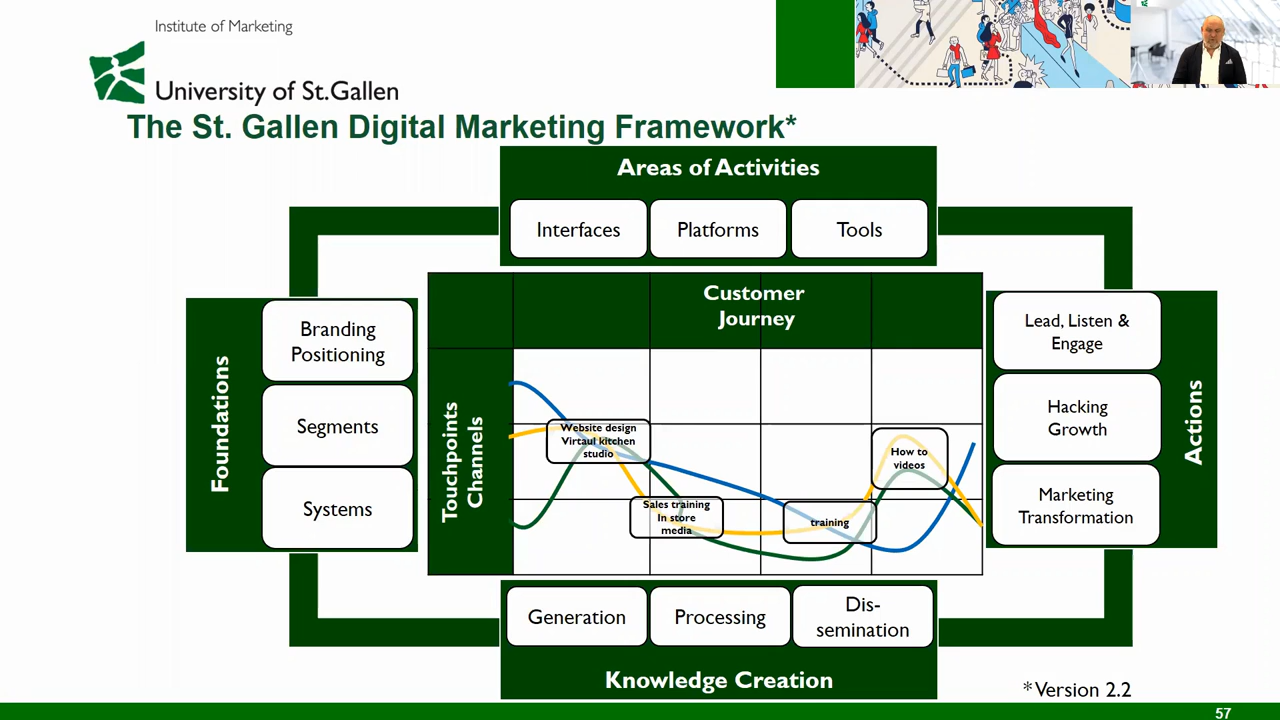 Institute of Marketing
University of St.Gallen
The St. Gallen Digital Marketing Framework*
Areas of Activities
Interfaces
Platforms
Tools
Foundations
Branding
Positioning
Segments
Systems
Customer
Journey
Touchpoints
Channels
Website design
Virtaul kitchen
studio
Sales training
In store
media
training
How to
videos
Lead, Listen &
Engage
Hacking
Growth
Marketing
Transformation
Actions
Generation
Processing
Dis-
semination
Knowledge Creation
*Version 2.2
57